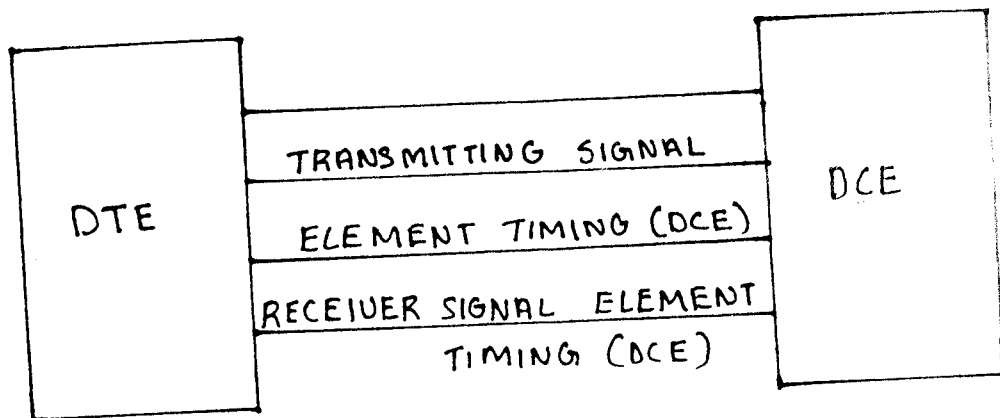 TRANSMITTING SIGNAL
DTE
DCE
ELEMENT TIMING (DCE)
RECEIVER SIGNAL ELEMENT
TIMING (DCE)